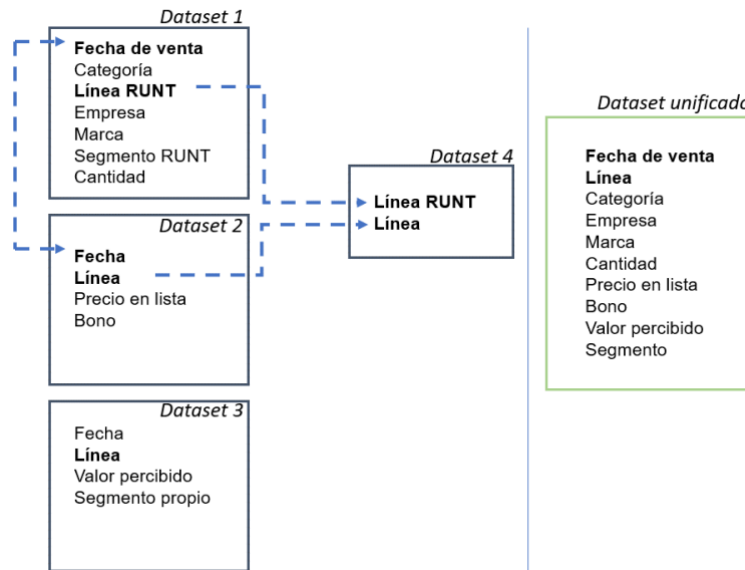 Dataset 1
Fecha de venta
Categoría
Línea RUNT
Empresa
Marca
Segmento RUNT
Cantidad
Dataset 2
Fecha
Línea
Precio en lista
Bono
Dataset 3
Fecha
Línea
Valor percibido
Segmento propio
Dataset 4
Línea RUNT
Línea
Dataset unificado
Fecha de venta
Línea
Categoría
Empresa
Marca
Cantidad
Precio en lista
Bono
Valor percibido
Segmento